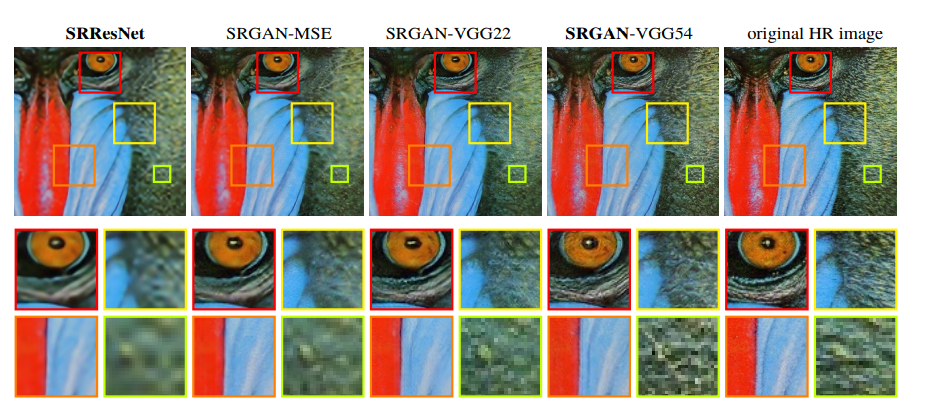 SRResNet SRGAN-MSE SRGAN-VGG22 SRGAN-VGG54 original HR image